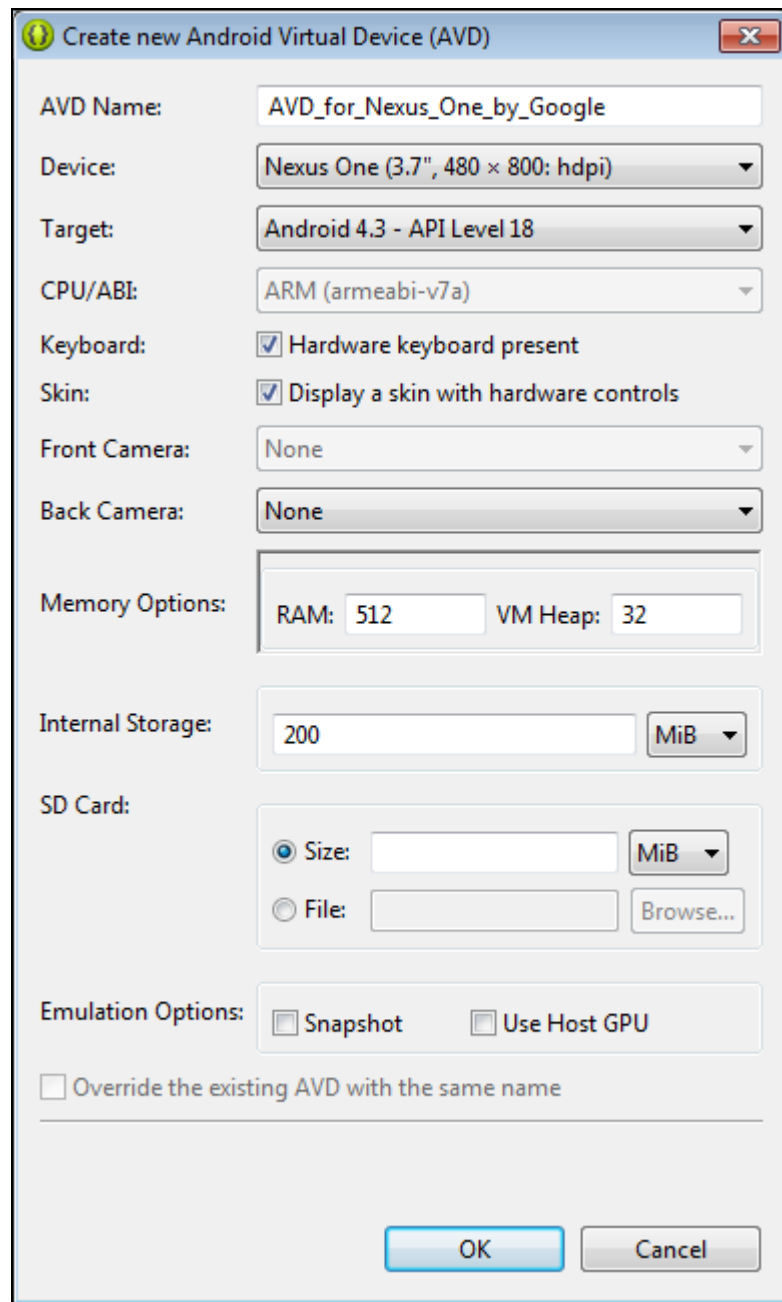 Create new Android Virtual Device (AVD)
AVD Name: AVD_for_Nexus_One_by_Google
Device: Nexus One (3.7", 480 × 800: hdpi)
Target: Android 4.3 - API Level 18
CPU/ABI: ARM (armeabi-v7a)
Keyboard: Hardware keyboard present
Skin: Display a skin with hardware controls
Front Camera: None
Back Camera: None
Memory Options: RAM: 512 VM Heap: 32
Internal Storage: 200 MiB
SD Card:
Size: MiB
File: Browse...
Emulation Options: Snapshot Use Host GPU
Override the existing AVD with the same name
OK Cancel